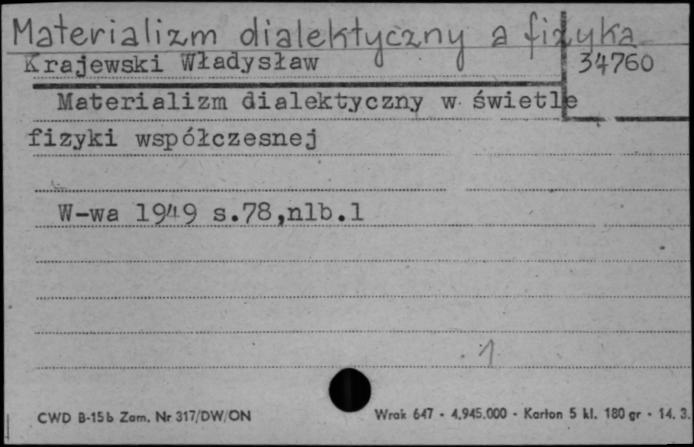 Materializm dialektyczny a fizyka
Krajewski Władysław
34760
Materializm dialektyczny w świetle
fizyki współczesnej
W-wa 1949 s.78,nlb.1
1
CWD B-15b Zam. Nr 317/DW/ON
Wrak 647 - 4.945.000 - Karton 5 kl. 180 gr - 14. 3.